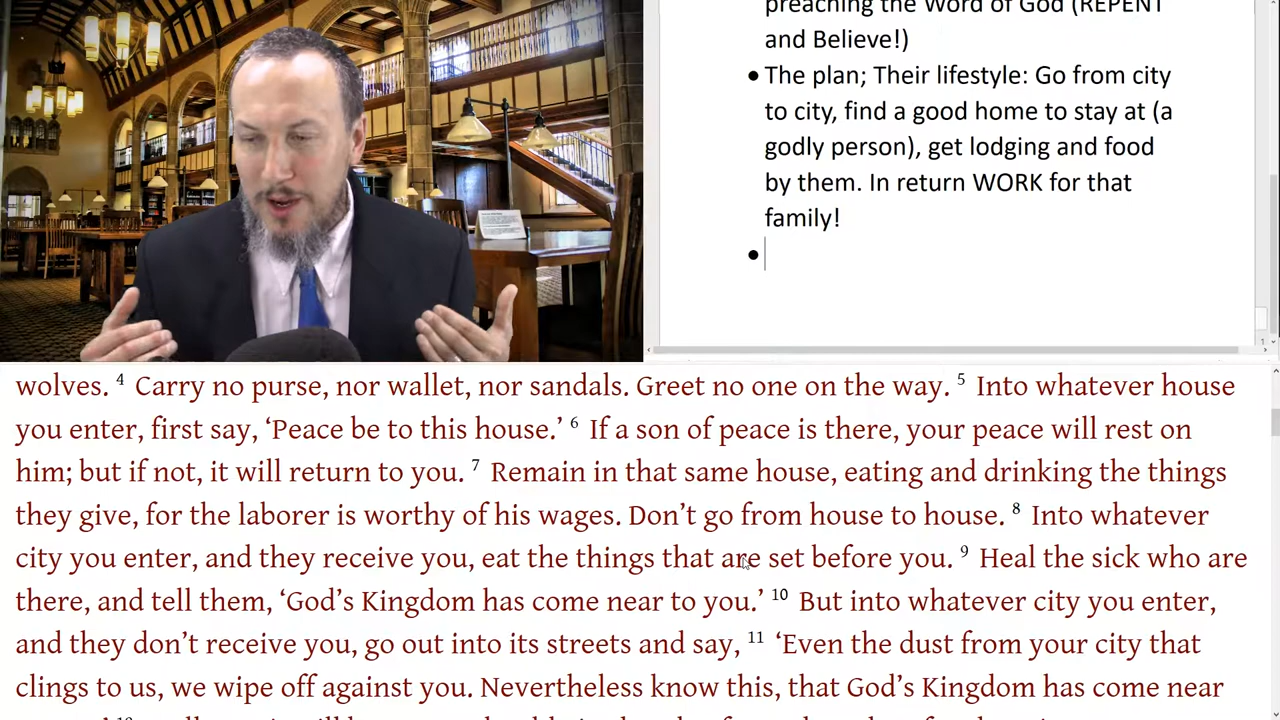 preaching the Word of God (REPENT
and Believe!)
• The plan; Their lifestyle: Go from city
to city, find a good home to stay at (a
godly person), get lodging and food
by them. In return WORK for that
family!
•
wolves. 4 Carry no purse, nor wallet, nor sandals. Greet no one on the way. 5 Into whatever house
you enter, first say, ‘Peace be to this house.’ 6 If a son of peace is there, your peace will rest on
him; but if not, it will return to you. 7 Remain in that same house, eating and drinking the things
they give, for the laborer is worthy of his wages. Don’t go from house to house. 8 Into whatever
city you enter, and they receive you, eat the things that are set before you. 9 Heal the sick who are
there, and tell them, ‘God’s Kingdom has come near to you.’ 10 But into whatever city you enter,
and they don’t receive you, go out into its streets and say, 11 ‘Even the dust from your city that
clings to us, we wipe off against you. Nevertheless know this, that God’s Kingdom has come near